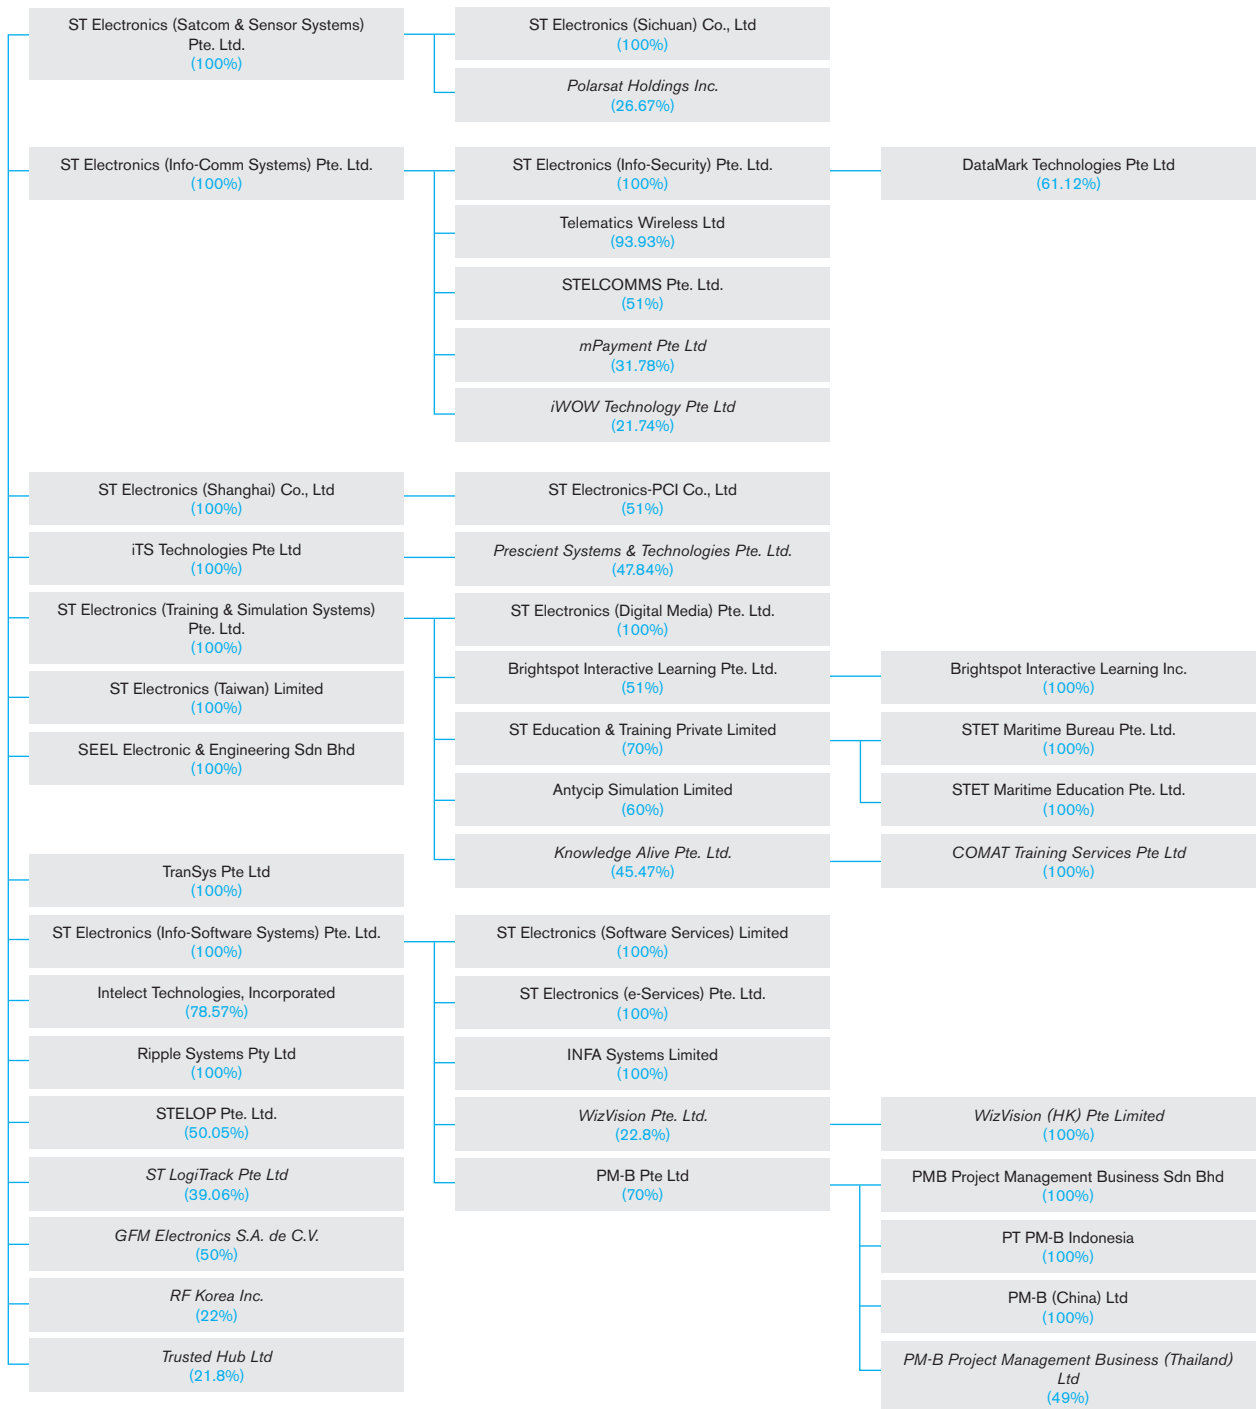 ST Electronics (Satcom & Sensor Systems)
Pte. Ltd.
(100%)
ST Electronics (Sichuan) Co., Ltd
(100%)
Polarsat Holdings Inc.
(26.67%)
ST Electronics (Info-Comm Systems) Pte. Ltd.
(100%)
ST Electronics (Info-Security) Pte. Ltd.
(100%)
DataMark Technologies Pte Ltd
(61.12%)
Telematics Wireless Ltd
(93.93%)
STELCOMMS Pte. Ltd.
(51%)
mPayment Pte Ltd
(31.78%)
iWOW Technology Pte Ltd
(21.74%)
ST Electronics (Shanghai) Co., Ltd
(100%)
ST Electronics-PCI Co., Ltd
(51%)
iTS Technologies Pte Ltd
(100%)
Prescient Systems & Technologies Pte. Ltd.
(47.84%)
ST Electronics (Training & Simulation Systems)
Pte. Ltd.
(100%)
ST Electronics (Digital Media) Pte. Ltd.
(100%)
Brightspot Interactive Learning Pte. Ltd.
(51%)
Brightspot Interactive Learning Inc.
(100%)
ST Electronics (Taiwan) Limited
(100%)
ST Education & Training Private Limited
(70%)
STET Maritime Bureau Pte. Ltd.
(100%)
SEEL Electronic & Engineering Sdn Bhd
(100%)
Antycip Simulation Limited
(60%)
STET Maritime Education Pte. Ltd.
(100%)
Knowledge Alive Pte. Ltd.
(45.47%)
COMAT Training Services Pte Ltd
(100%)
TranSys Pte Ltd
(100%)
ST Electronics (Info-Software Systems) Pte. Ltd.
(100%)
ST Electronics (Software Services) Limited
(100%)
Intelect Technologies, Incorporated
(78.57%)
ST Electronics (e-Services) Pte. Ltd.
(100%)
Ripple Systems Pty Ltd
(100%)
INFA Systems Limited
(100%)
STELOP Pte. Ltd.
(50.05%)
WizVision Pte. Ltd.
(22.8%)
WizVision (HK) Pte Limited
(100%)
ST LogiTrack Pte Ltd
(39.06%)
PM-B Pte Ltd
(70%)
PMB Project Management Business Sdn Bhd
(100%)
GFM Electronics S.A. de C.V.
(50%)
PT PM-B Indonesia
(100%)
RF Korea Inc.
(22%)
PM-B (China) Ltd
(100%)
Trusted Hub Ltd
(21.8%)
PM-B Project Management Business (Thailand)
Ltd
(49%)